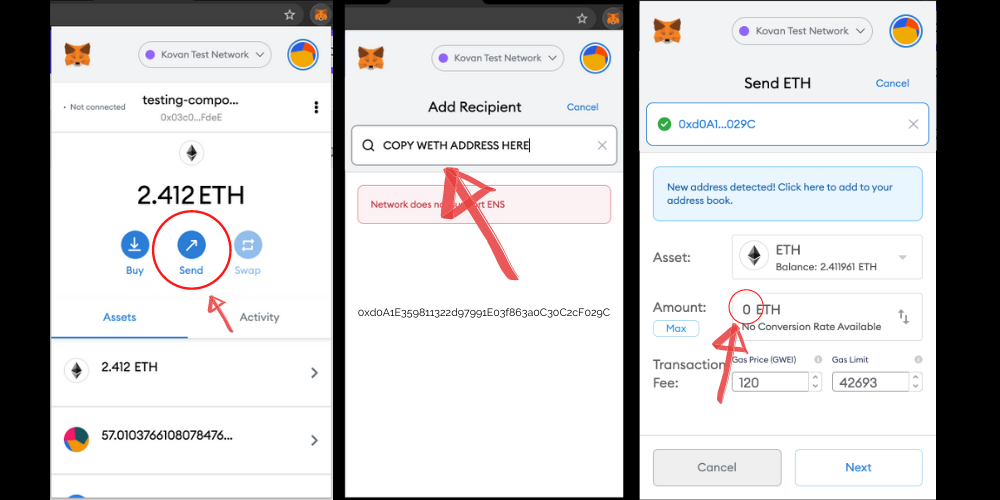 Kovan Test Network
• Not connected
testing-compo...
0x03c0...FdeE
2.412 ETH
Buy
Send
Swap
Assets
Activity
2.412 ETH
57.0103766108078476...
Kovan Test Network
Add Recipient
Cancel
COPY WETH ADDRESS HERE
Network does not support ENS
0xd0A1E359811322d97991E03f863a0C30C2cF029C
Kovan Test Network
Send ETH
Cancel
0xd0A1...029C
New address detected! Click here to add to your
address book.
Asset:
ETH
Balance: 2.411961 ETH
Amount:
Max
0 ETH
No Conversion Rate Available
Transaction
Fee:
Gas Price (GWEI)
Gas Limit
120
42693
Cancel
Next